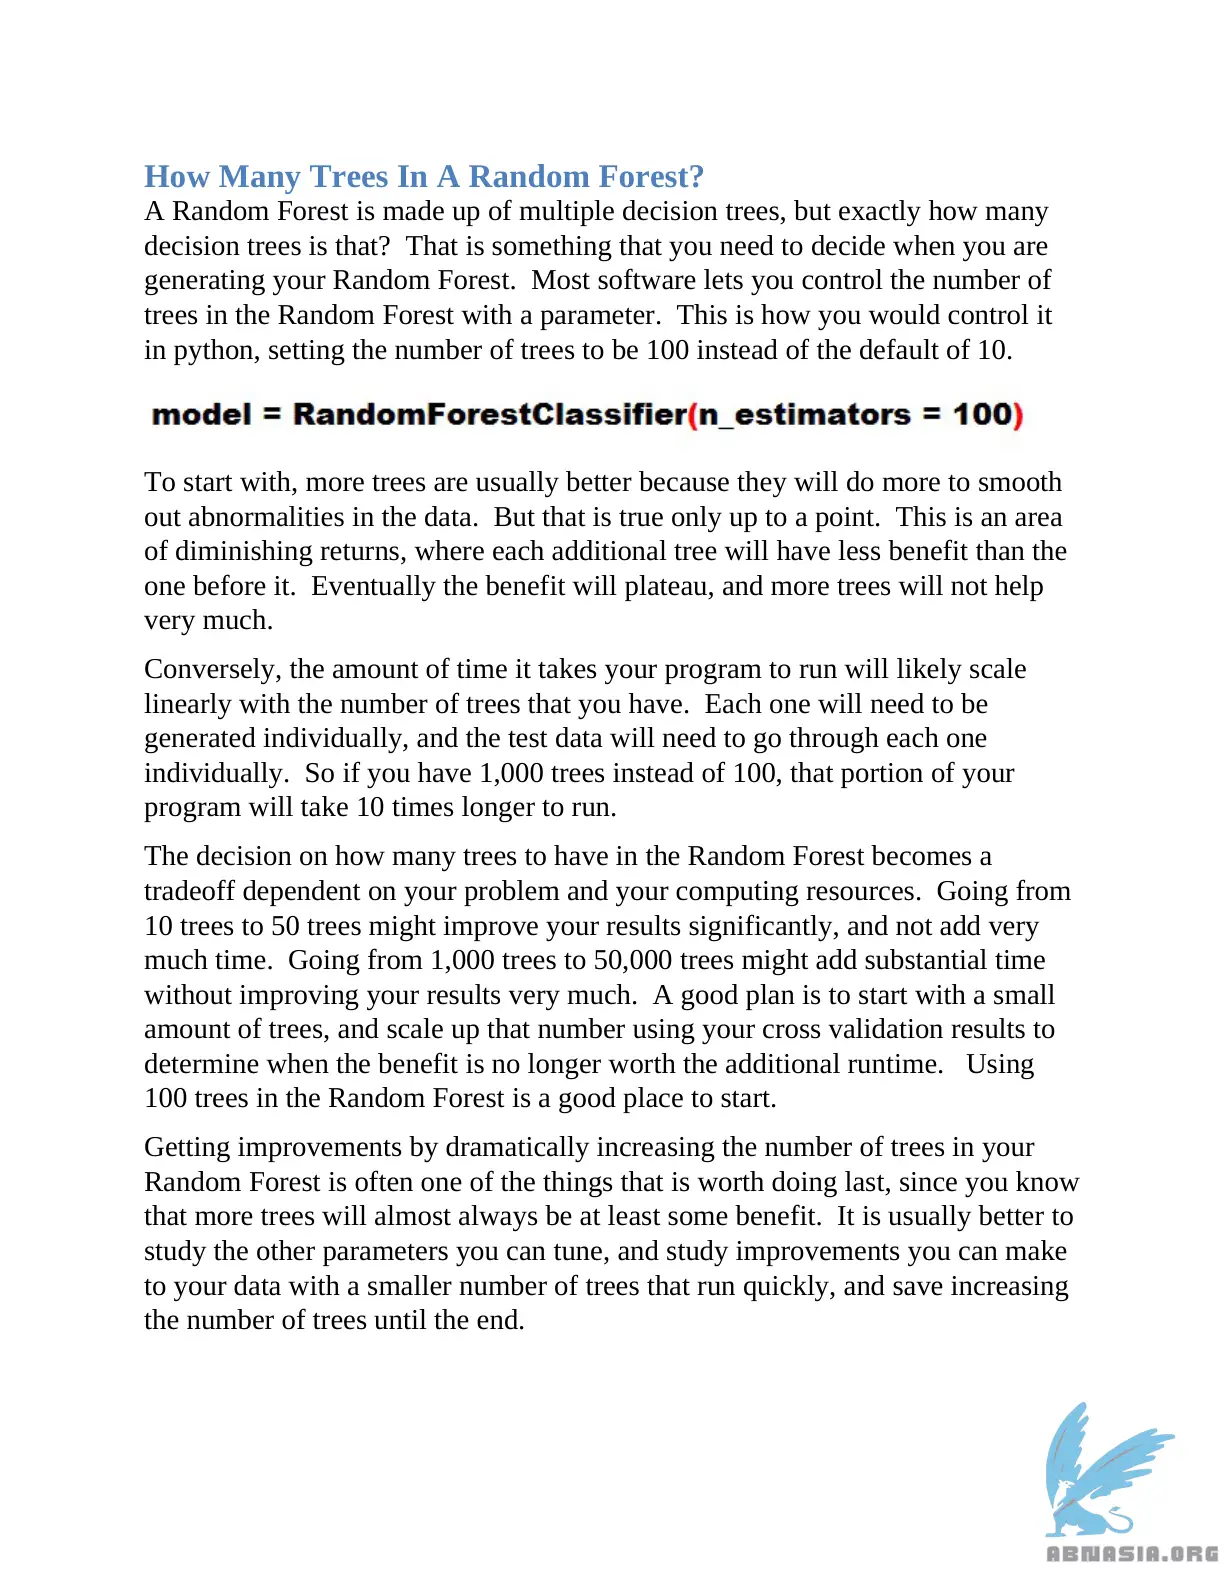 How Many Trees In A Random Forest?
A Random Forest is made up of multiple decision trees, but exactly how many
decision trees is that?  That is something that you need to decide when you are
generating your Random Forest.  Most software lets you control the number of
trees in the Random Forest with a parameter.  This is how you would control it
in python, setting the number of trees to be 100 instead of the default of 10.
model = RandomForestClassifier(n_estimators = 100)
To start with, more trees are usually better because they will do more to smooth
out abnormalities in the data.  But that is true only up to a point.  This is an area
of diminishing returns, where each additional tree will have less benefit than the
one before it.  Eventually the benefit will plateau, and more trees will not help
very much.
Conversely, the amount of time it takes your program to run will likely scale
linearly with the number of trees that you have.  Each one will need to be
generated individually, and the test data will need to go through each one
individually.  So if you have 1,000 trees instead of 100, that portion of your
program will take 10 times longer to run.
The decision on how many trees to have in the Random Forest becomes a
tradeoff dependent on your problem and your computing resources.  Going from
10 trees to 50 trees might improve your results significantly, and not add very
much time.  Going from 1,000 trees to 50,000 trees might add substantial time
without improving your results very much.  A good plan is to start with a small
amount of trees, and scale up that number using your cross validation results to
determine when the benefit is no longer worth the additional runtime.   Using
100 trees in the Random Forest is a good place to start.
Getting improvements by dramatically increasing the number of trees in your
Random Forest is often one of the things that is worth doing last, since you know
that more trees will almost always be at least some benefit.  It is usually better to
study the other parameters you can tune, and study improvements you can make
to your data with a smaller number of trees that run quickly, and save increasing
the number of trees until the end.
ABNASIA.ORG